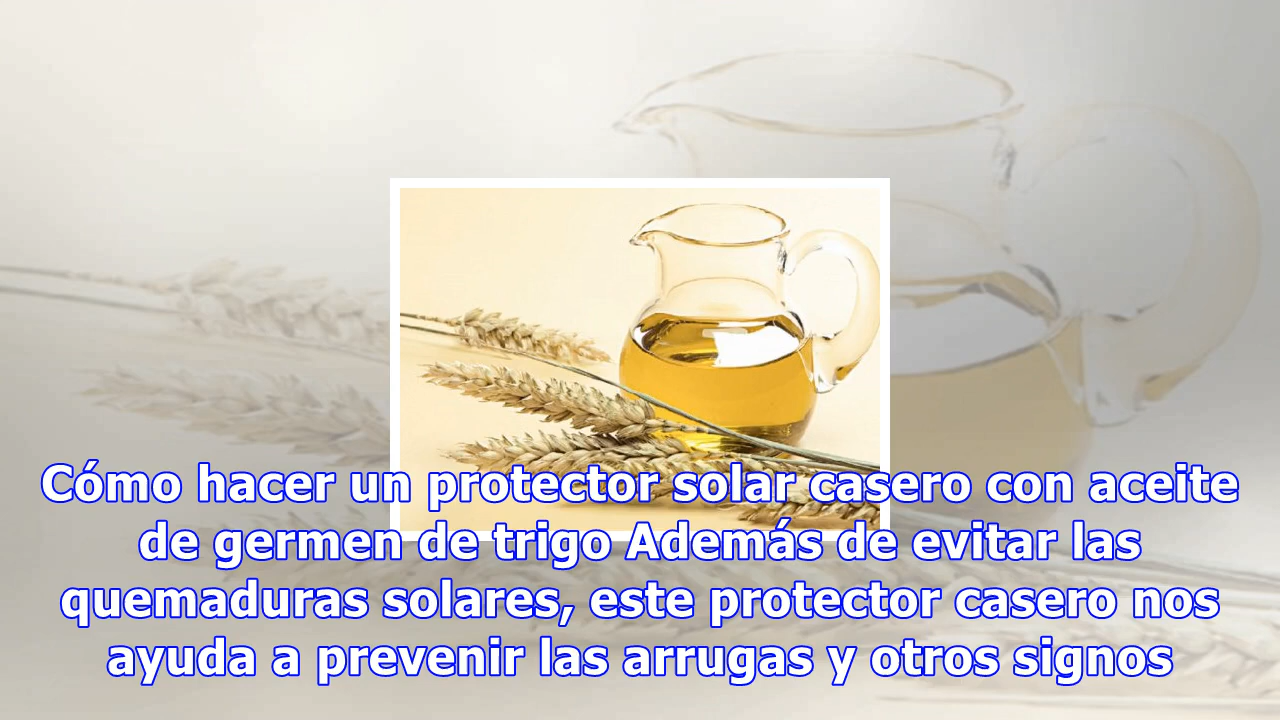 Cómo hacer un protector solar casero con aceite
de germen de trigo Además de evitar las
quemaduras solares, este protector casero nos
ayuda a prevenir las arrugas y otros signos